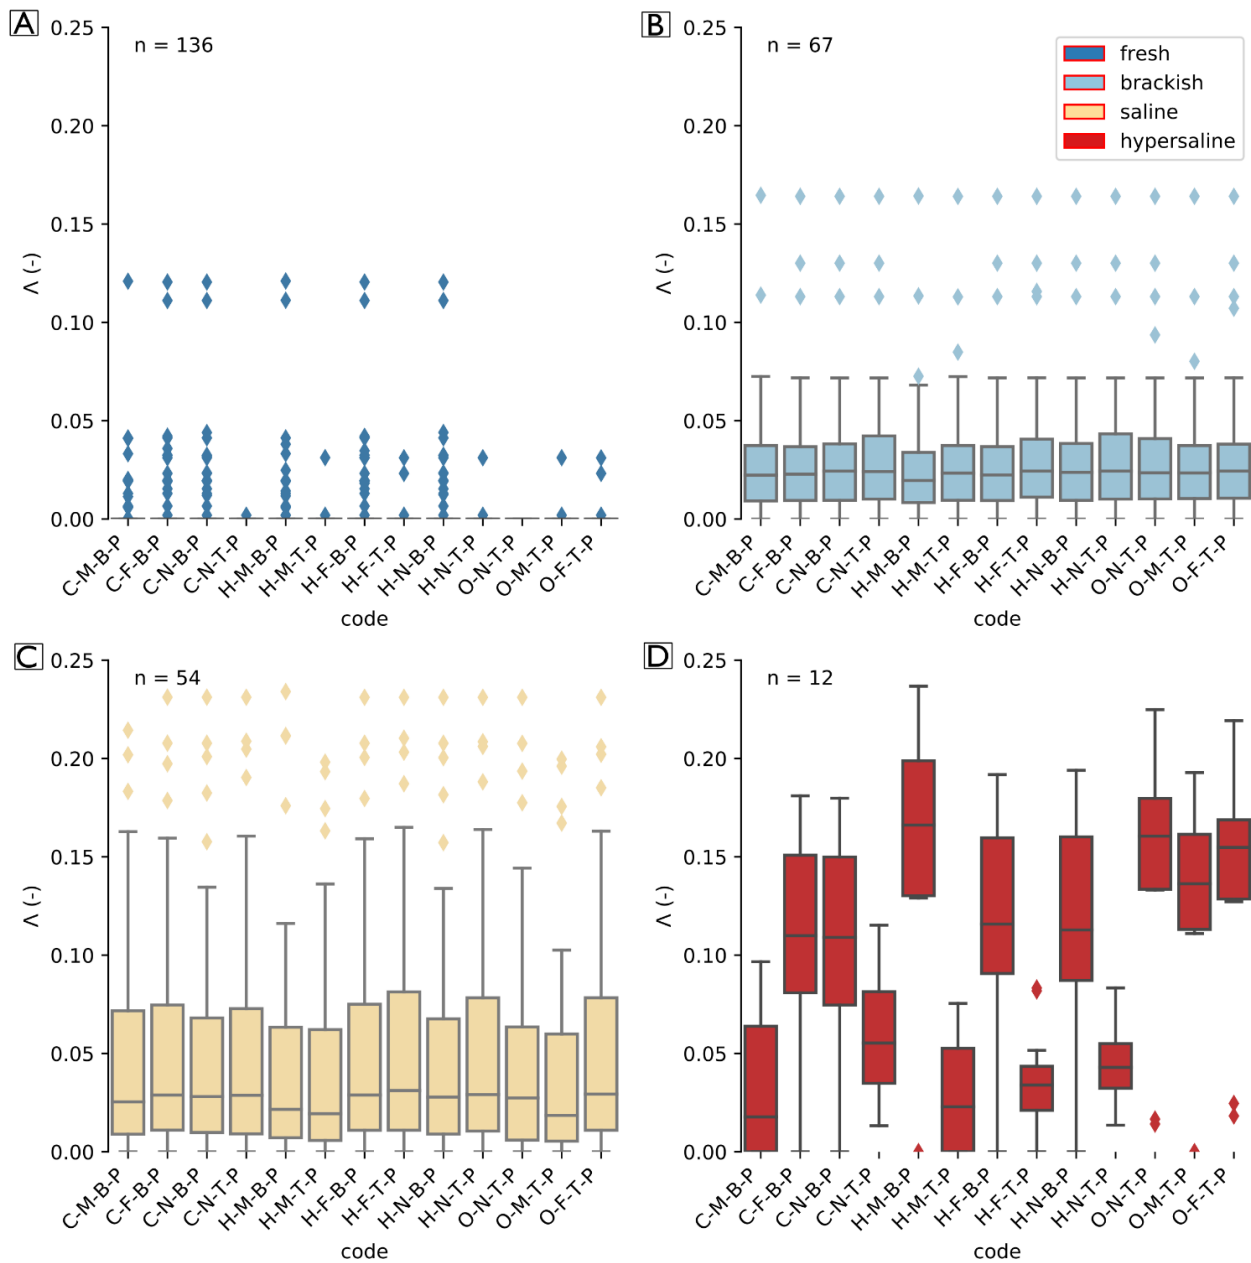 A
n = 136
0.25
0.20
0.15
0.10
0.05
0.00
Λ (-)
C-M-B-P
C-F-B-P
C-N-B-P
C-N-T-P
H-M-B-P
H-M-T-P
H-F-B-P
H-F-T-P
H-N-B-P
H-N-T-P
O-N-T-P
O-M-T-P
O-F-T-P
code
B
n = 67
fresh
brackish
saline
hypersaline
0.25
0.20
0.15
0.10
0.05
0.00
Λ (-)
C-M-B-P
C-F-B-P
C-N-B-P
C-N-T-P
H-M-B-P
H-M-T-P
H-F-B-P
H-F-T-P
H-N-B-P
H-N-T-P
O-N-T-P
O-M-T-P
O-F-T-P
code
C
n = 54
0.25
0.20
0.15
0.10
0.05
0.00
Λ (-)
C-M-B-P
C-F-B-P
C-N-B-P
C-N-T-P
H-M-B-P
H-M-T-P
H-F-B-P
H-F-T-P
H-N-B-P
H-N-T-P
O-N-T-P
O-M-T-P
O-F-T-P
code
D
n = 12
0.25
0.20
0.15
0.10
0.05
0.00
Λ (-)
C-M-B-P
C-F-B-P
C-N-B-P
C-N-T-P
H-M-B-P
H-M-T-P
H-F-B-P
H-F-T-P
H-N-B-P
H-N-T-P
O-N-T-P
O-M-T-P
O-F-T-P
code